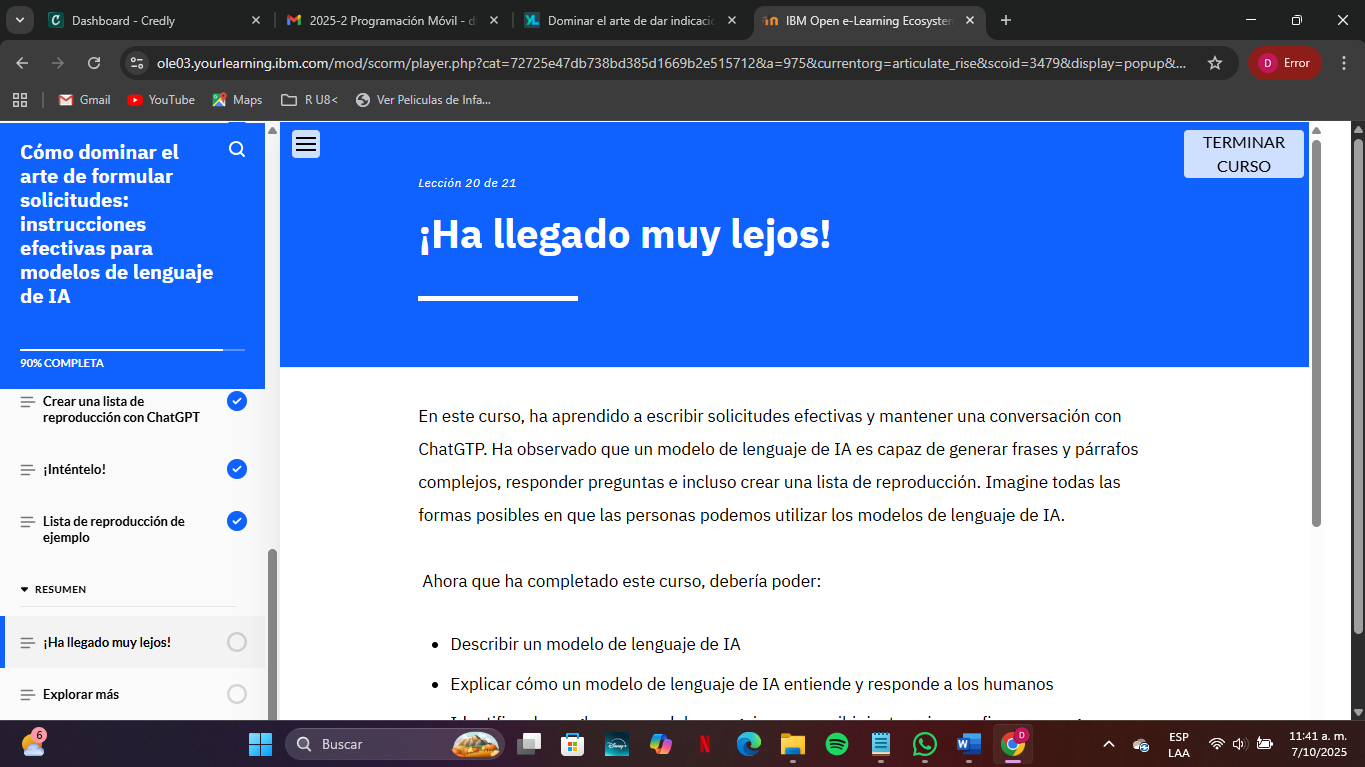 Dashboard - Credly
2025-2 Programación Móvil - d
Dominar el arte de dar indicacio
IBM Open e-Learning Ecosystem
ole03.yourlearning.ibm.com/mod/scorm/player.php?cat=72725e47db738bd385d1669b2e515712&a=975&currentorg=articulate_rise&scoid=3479&display=popup&...
D Error
Gmail
YouTube
Maps
R U8<
Ver Peliculas de Infa...
Cómo dominar el
arte de formular
solicitudes:
instrucciones
efectivas para
modelos de lenguaje
de IA
90% COMPLETA
Crear una lista de
reproducción con ChatGPT
¡Inténtelo!
Lista de reproducción de
ejemplo
RESUMEN
¡Ha llegado muy lejos!
Explorar más
TERMINAR
CURSO
Lección 20 de 21
¡Ha llegado muy lejos!
En este curso, ha aprendido a escribir solicitudes efectivas y mantener una conversación con
ChatGTP. Ha observado que un modelo de lenguaje de IA es capaz de generar frases y párrafos
complejos, responder preguntas e incluso crear una lista de reproducción. Imagine todas las
formas posibles en que las personas podemos utilizar los modelos de lenguaje de IA.
Ahora que ha completado este curso, debería poder:
• Describir un modelo de lenguaje de IA
• Explicar cómo un modelo de lenguaje de IA entiende y responde a los humanos
6
Buscar
Disney+
N
W
D
ESP
LAA
11:41 a. m.
7/10/2025